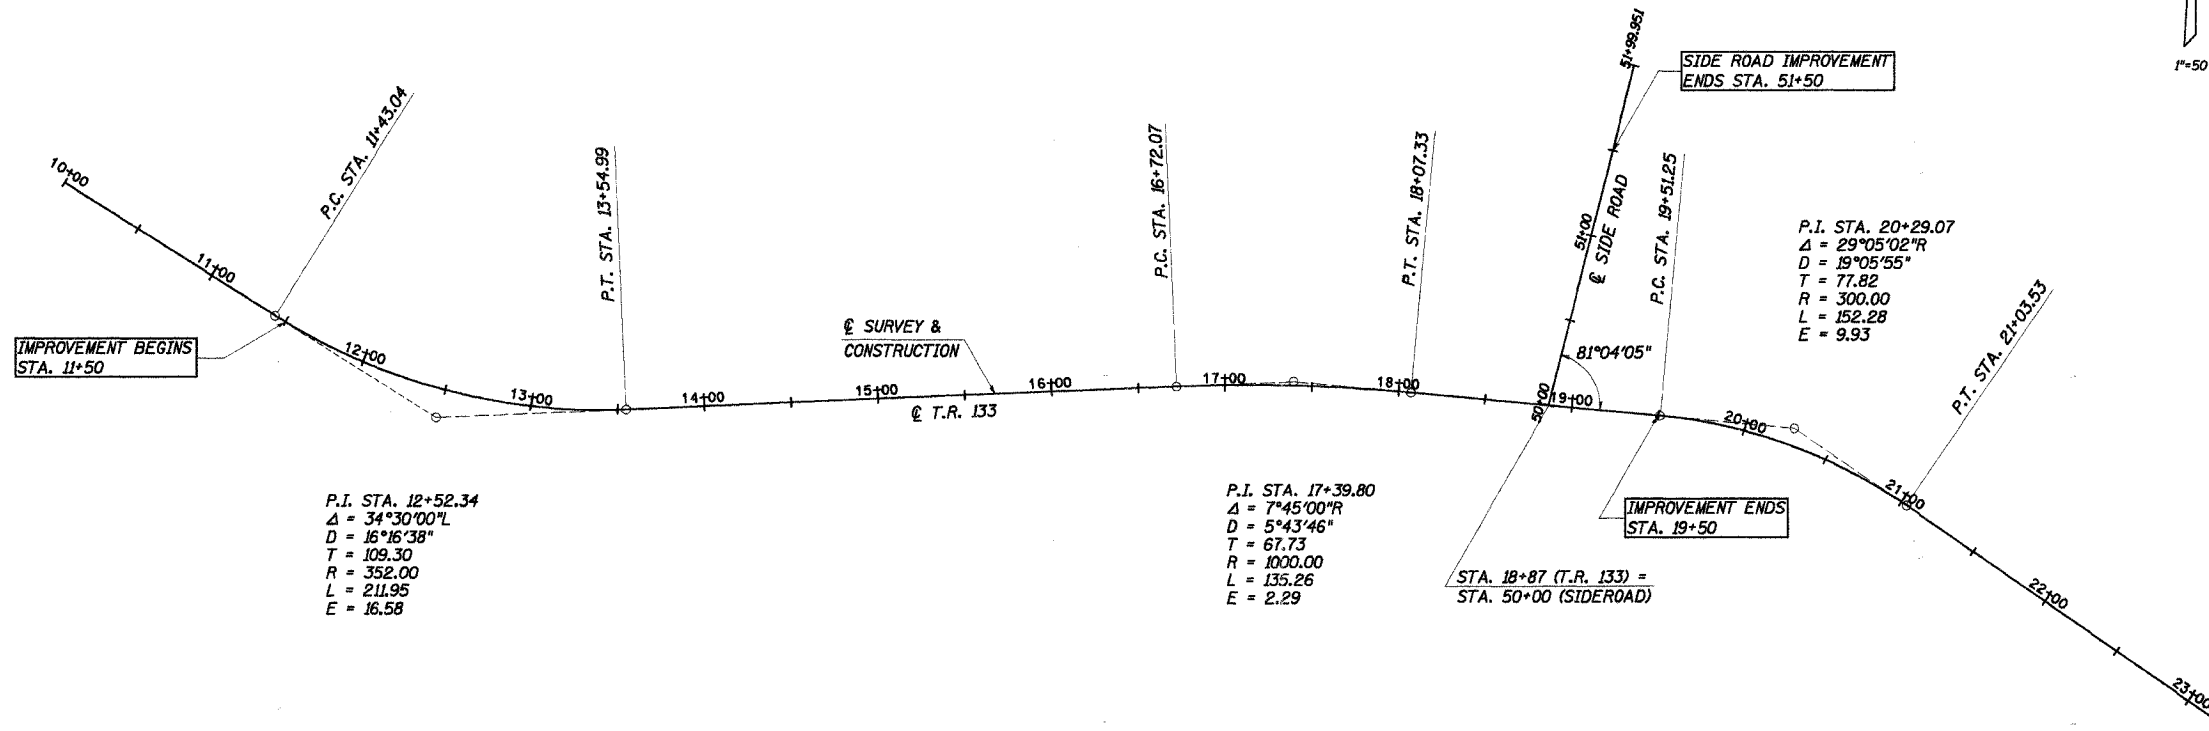 1"=50
51+99.951
SIDE ROAD IMPROVEMENT
ENDS STA. 51+50
P.C. STA. 11+43.04
P.T. STA. 13+54.99
P.C. STA. 16+72.07
P.T. STA. 18+07.33
51+00
℄ SIDE ROAD
P.C. STA. 19+51.25
10+00
11+00
IMPROVEMENT BEGINS
STA. 11+50
12+00
13+00
14+00
15+00
16+00
17+00
18+00
50+00
19+00
20+00
21+00
22+00
23+00
℄ SURVEY &
CONSTRUCTION
℄ T.R. 133
81°04'05"
P.I. STA. 20+29.07
Δ = 29°05'02"R
D = 19°05'55"
T = 77.82
R = 300.00
L = 152.28
E = 9.93
P.T. STA. 21+03.53
P.I. STA. 12+52.34
Δ = 34°30'00"L
D = 16°16'38"
T = 109.30
R = 352.00
L = 211.95
E = 16.58
P.I. STA. 17+39.80
Δ = 7°45'00"R
D = 5°43'46"
T = 67.73
R = 1000.00
L = 135.26
E = 2.29
STA. 18+87 (T.R. 133) =
STA. 50+00 (SIDEROAD)
IMPROVEMENT ENDS
STA. 19+50